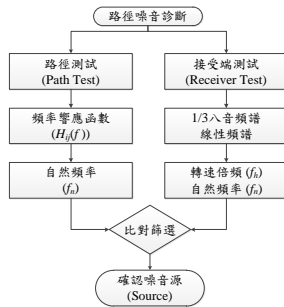 路徑噪音診斷
路徑測試
(Path Test)
接受端測試
(Receiver Test)
頻率響應函數
(Hij(f))
1/3八音頻譜
線性頻譜
自然頻率
(fn)
轉速倍頻 (fh)
自然頻率(fn)
比對篩選
確認噪音源
(Source)